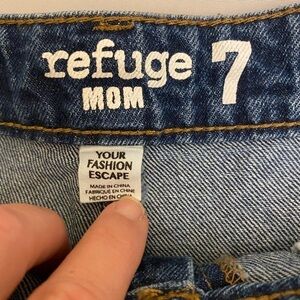 refuge 7
MOM
YOUR
FASHION
ESCAPE
MADE IN CHINA
FABRIQUÉ EN CHINE
HECHO EN CHINA